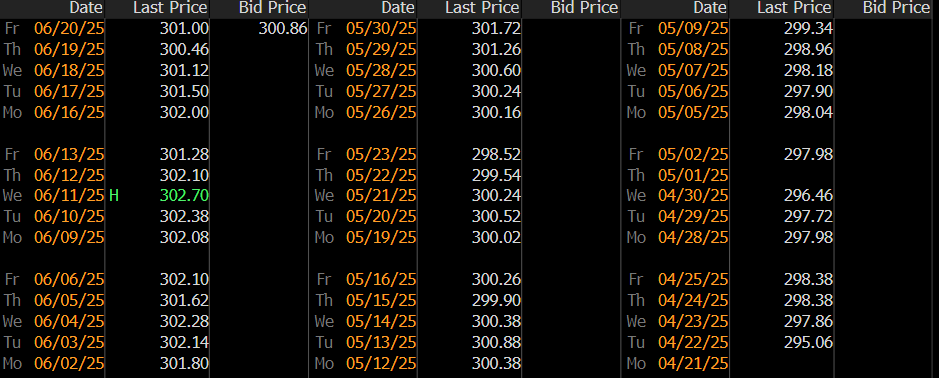 Date Last Price Bid Price Date Last Price Bid Price Date Last Price Bid Price
Fr 06/20/25 301.00 300.86 Fr 05/30/25 301.72 Fr 05/09/25 299.34
Th 06/19/25 300.46 Th 05/29/25 301.26 Th 05/08/25 298.96
We 06/18/25 301.12 We 05/28/25 300.60 We 05/07/25 298.18
Tu 06/17/25 301.50 Tu 05/27/25 300.24 Tu 05/06/25 297.90
Mo 06/16/25 302.00 Mo 05/26/25 300.16 Mo 05/05/25 298.04
Fr 06/13/25 301.28 Fr 05/23/25 298.52 Fr 05/02/25 297.98
Th 06/12/25 302.10 Th 05/22/25 299.54 Th 05/01/25
We 06/11/25 H 302.70 We 05/21/25 300.24 We 04/30/25 296.46
Tu 06/10/25 302.38 Tu 05/20/25 300.52 Tu 04/29/25 297.72
Mo 06/09/25 302.08 Mo 05/19/25 300.02 Mo 04/28/25 297.98
Fr 06/06/25 302.10 Fr 05/16/25 300.26 Fr 04/25/25 298.38
Th 06/05/25 301.62 Th 05/15/25 299.90 Th 04/24/25 298.38
We 06/04/25 302.28 We 05/14/25 300.38 We 04/23/25 297.86
Tu 06/03/25 302.14 Tu 05/13/25 300.88 Tu 04/22/25 295.06
Mo 06/02/25 301.80 Mo 05/12/25 300.38 Mo 04/21/25